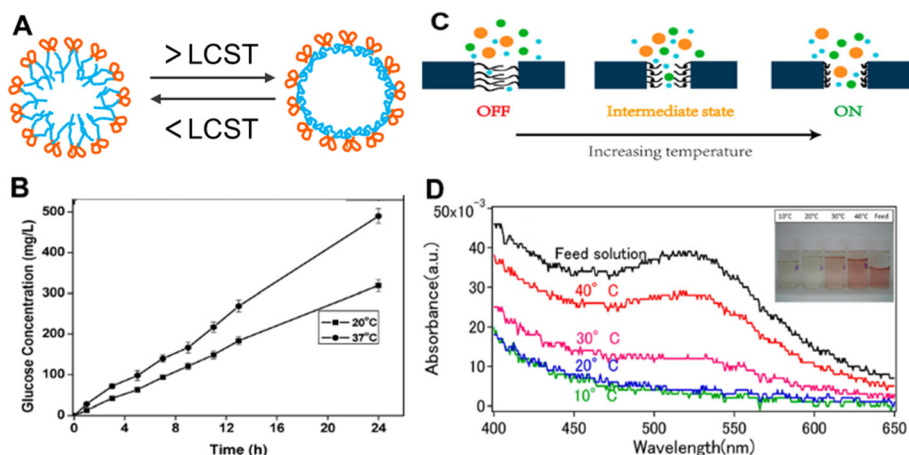 A
>LCST
<LCST
C
OFF
Intermediate state
ON
Increasing temperature
B
Glucose Concentration (mg/L)
500
400
300
200
100
0
20°C
37°C
0
4
8
12
16
20
24
Time (h)
D
50×10⁻³
40
30
20
10
0
Absorbance(a.u.)
Feed solution
40° C
30° C
20° C
10° C
10°C 20°C 30°C 40°C Feed
400
450
500
550
600
650
Wavelength(nm)